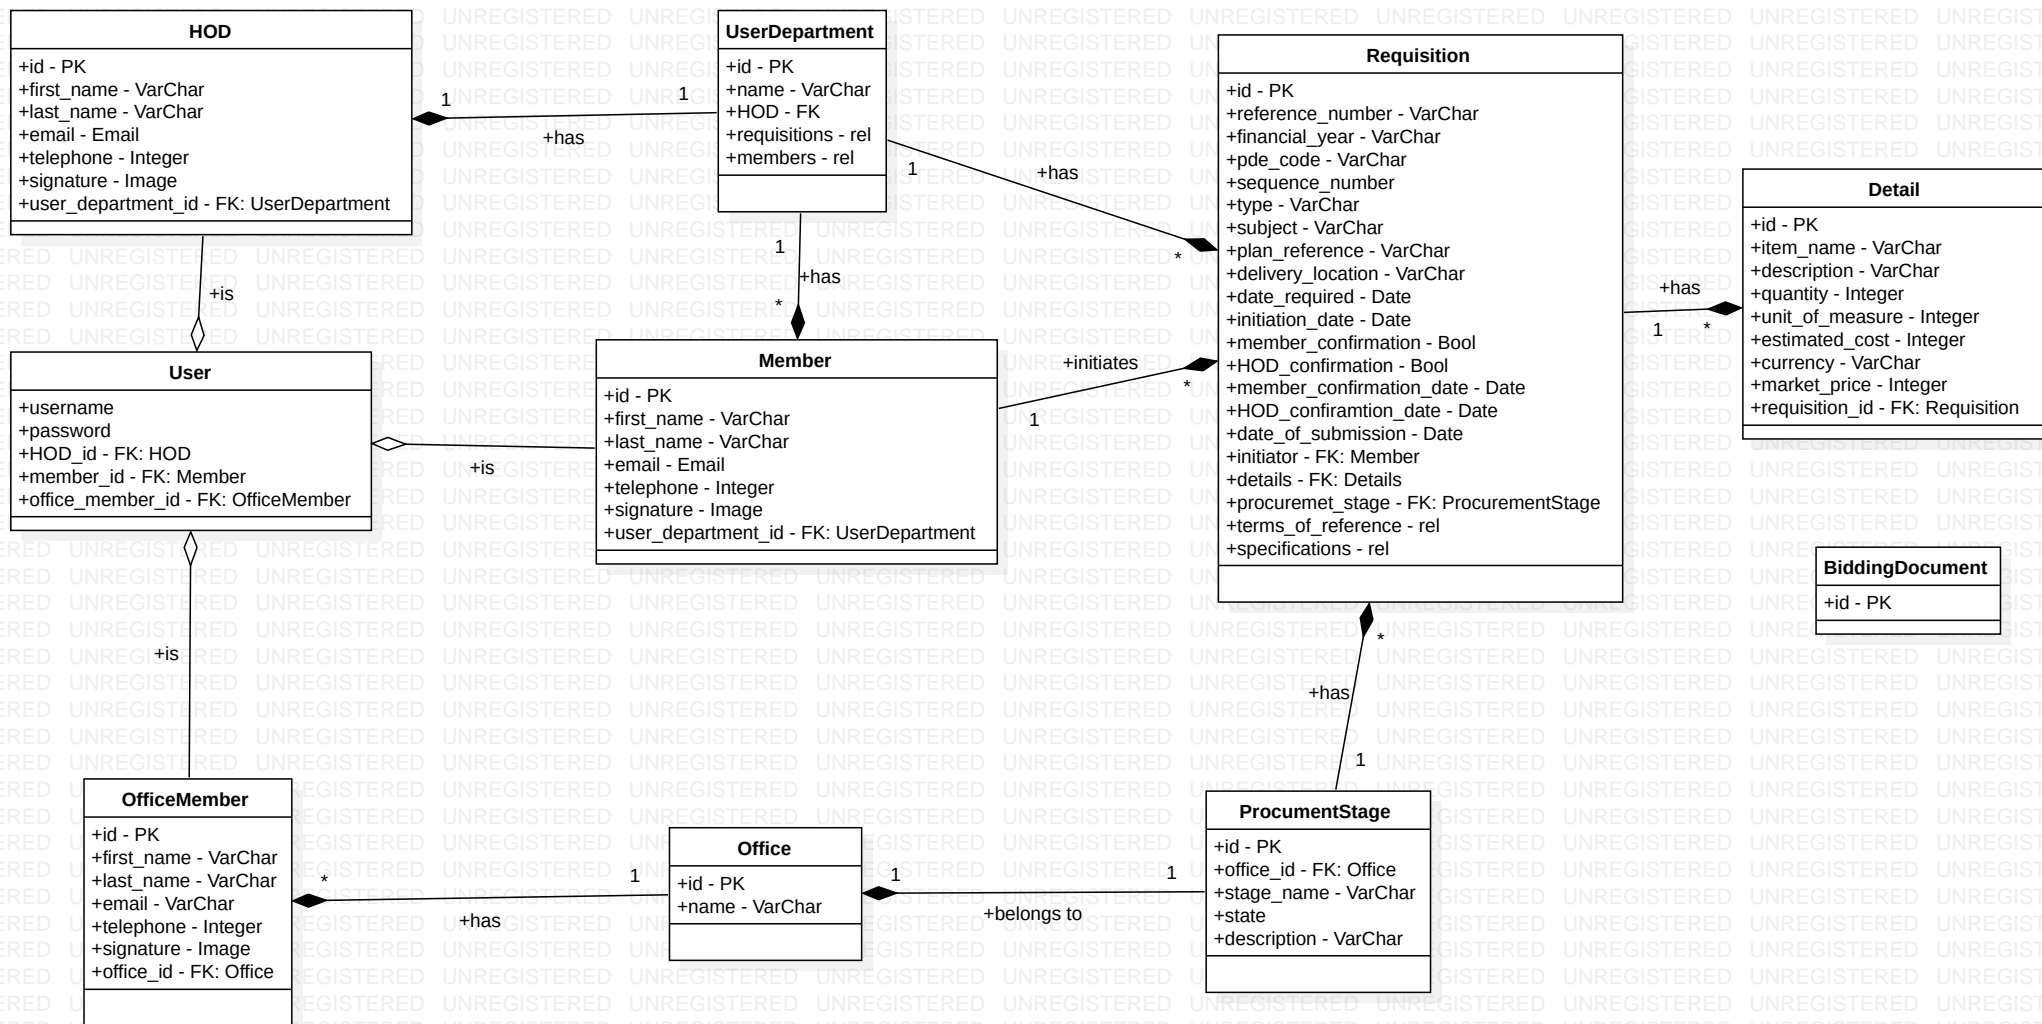 HOD
+id - PK
+first_name - VarChar
+last_name - VarChar
+email - Email
+telephone - Integer
+signature - Image
+user_department_id - FK: UserDepartment
1
1
+has
UserDepartment
+id - PK
+name - VarChar
+HOD - FK
+requisitions - rel
+members - rel
1
+has
*
1
+has
*
Requisition
+id - PK
+reference_number - VarChar
+financial_year - VarChar
+pde_code - VarChar
+sequence_number
+type - VarChar
+subject - VarChar
+plan_reference - VarChar
+delivery_location - VarChar
+date_required - Date
+initiation_date - Date
+member_confirmation - Bool
+HOD_confirmation - Bool
+member_confirmation_date - Date
+HOD_confiramtion_date - Date
+date_of_submission - Date
+initiator - FK: Member
+details - FK: Details
+procuremet_stage - FK: ProcurementStage
+terms_of_reference - rel
+specifications - rel
+has
1
*
Detail
+id - PK
+item_name - VarChar
+description - VarChar
+quantity - Integer
+unit_of_measure - Integer
+estimated_cost - Integer
+currency - VarChar
+market_price - Integer
+requisition_id - FK: Requisition
+is
User
+username
+password
+HOD_id - FK: HOD
+member_id - FK: Member
+office_member_id - FK: OfficeMember
+is
Member
+id - PK
+first_name - VarChar
+last_name - VarChar
+email - Email
+telephone - Integer
+signature - Image
+user_department_id - FK: UserDepartment
+initiates
*
1
BiddingDocument
+id - PK
+is
*
+has
1
OfficeMember
+id - PK
+first_name - VarChar
+last_name - VarChar
+email - VarChar
+telephone - Integer
+signature - Image
+office_id - FK: Office
*
1
+has
Office
+id - PK
+name - VarChar
1
1
+belongs to
ProcumentStage
+id - PK
+office_id - FK: Office
+stage_name - VarChar
+state
+description - VarChar
UNREGISTERED